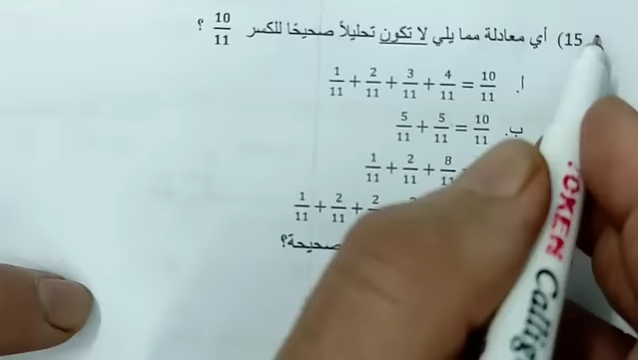 15) أي معادلة مما يلي لا تكون تحليلاً صحيحًا للكسر 10/11 ؟
أ. 1/11 + 2/11 + 3/11 + 4/11 = 10/11
ب. 5/11 + 5/11 = 10/11
1/11 + 2/11 + 8/11
1/11 + 2/11 + 2
صحيحة؟